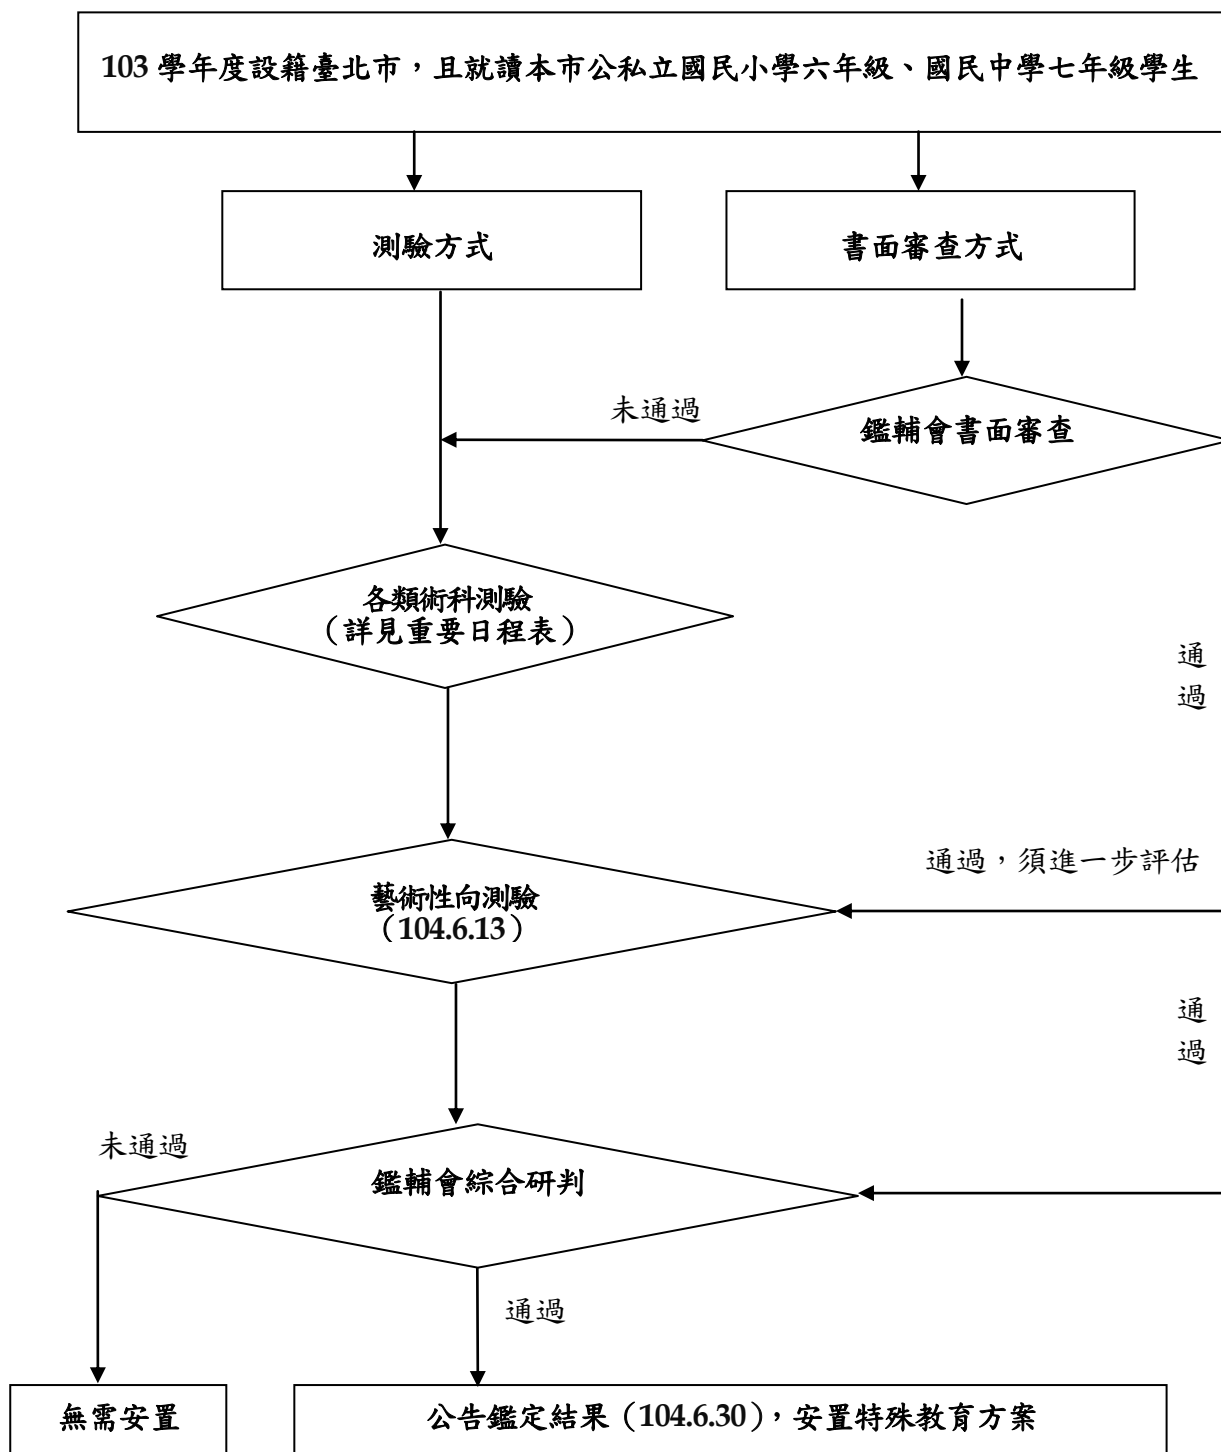 103 學年度設籍臺北市，且就讀本市公私立國民小學六年級、國民中學七年級學生
測驗方式
書面審查方式
未通過
鑑輔會書面審查
各類術科測驗
（詳見重要日程表）
通
過
通過，須進一步評估
藝術性向測驗
（104.6.13）
通
過
未通過
鑑輔會綜合研判
通過
無需安置
公告鑑定結果（104.6.30），安置特殊教育方案